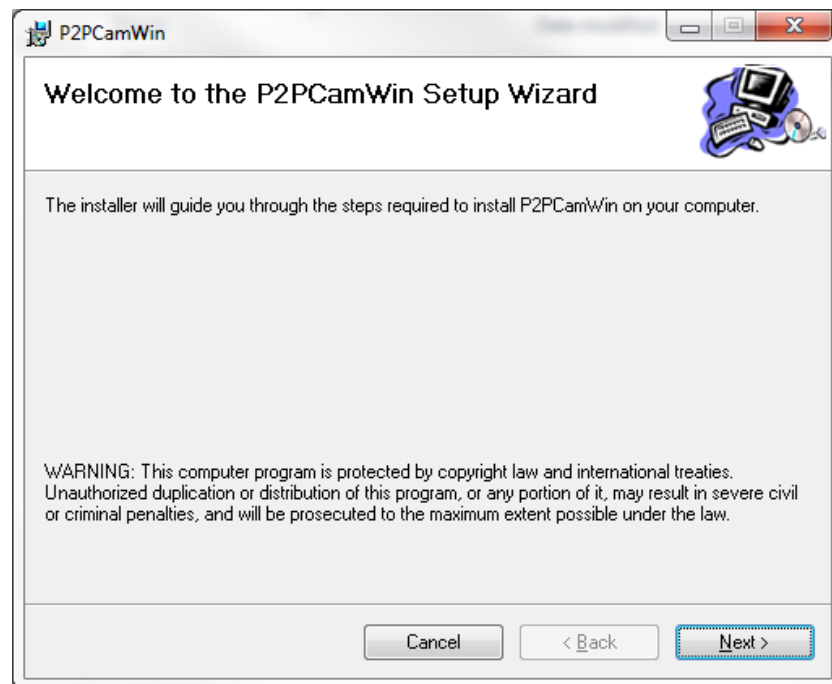 P2PCamWin
Welcome to the P2PCamWin Setup Wizard
The installer will guide you through the steps required to install P2PCamWin on your computer.
WARNING: This computer program is protected by copyright law and international treaties.
Unauthorized duplication or distribution of this program, or any portion of it, may result in severe civil
or criminal penalties, and will be prosecuted to the maximum extent possible under the law.
Cancel
< Back
Next >